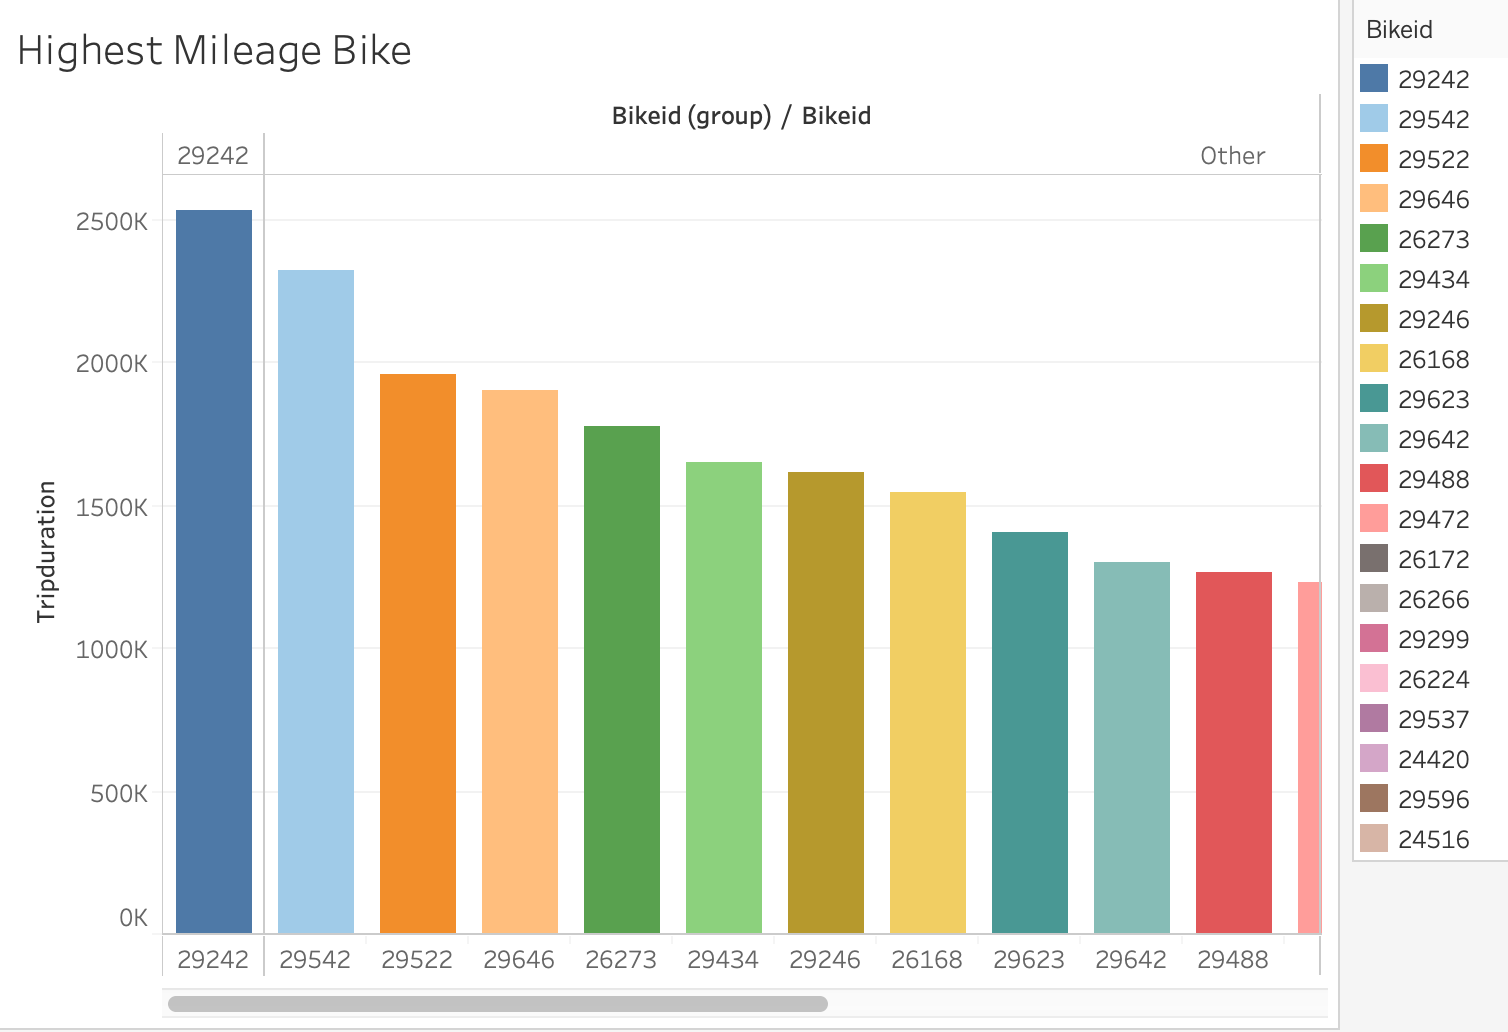 Highest Mileage Bike
Bikeid (group) / Bikeid
29242 Other
2500K
2000K
1500K
1000K
500K
0K
Tripduration
29242 29542 29522 29646 26273 29434 29246 26168 29623 29642 29488
Bikeid
29242
29542
29522
29646
26273
29434
29246
26168
29623
29642
29488
29472
26172
26266
29299
26224
29537
24420
29596
24516